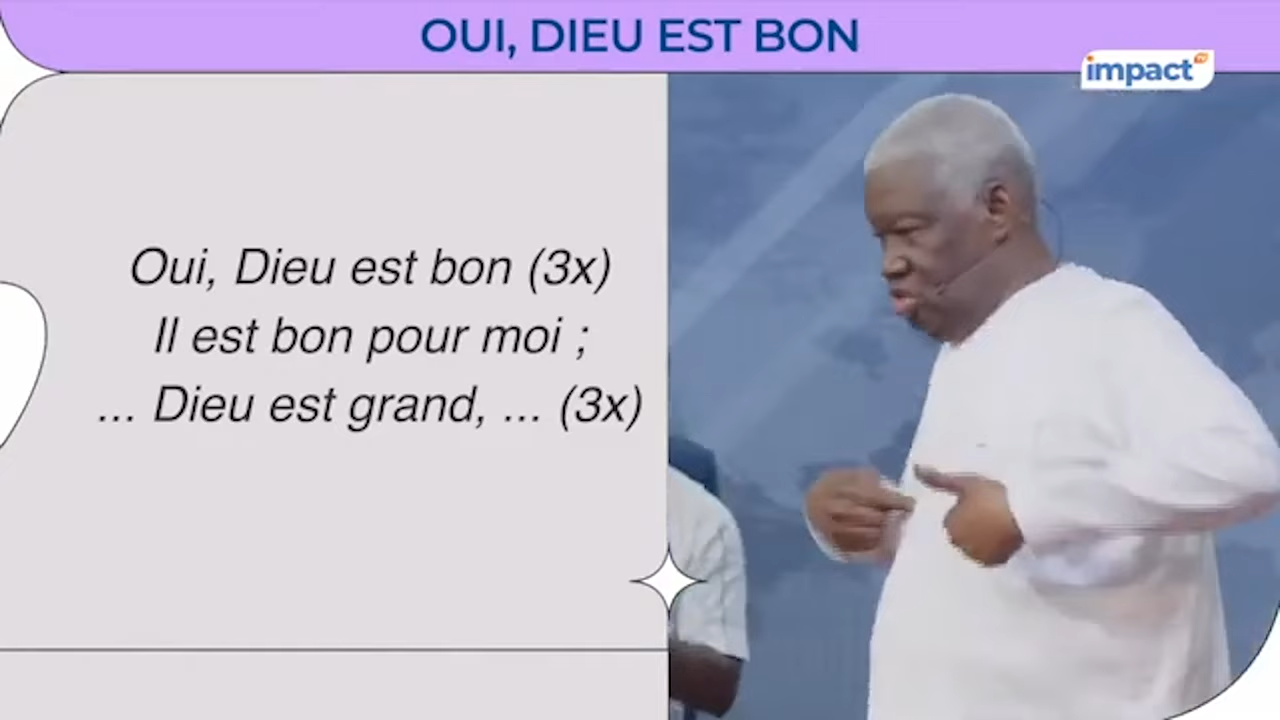 OUI, DIEU EST BON
impact
Oui, Dieu est bon (3x)
Il est bon pour moi ;
... Dieu est grand, ... (3x)